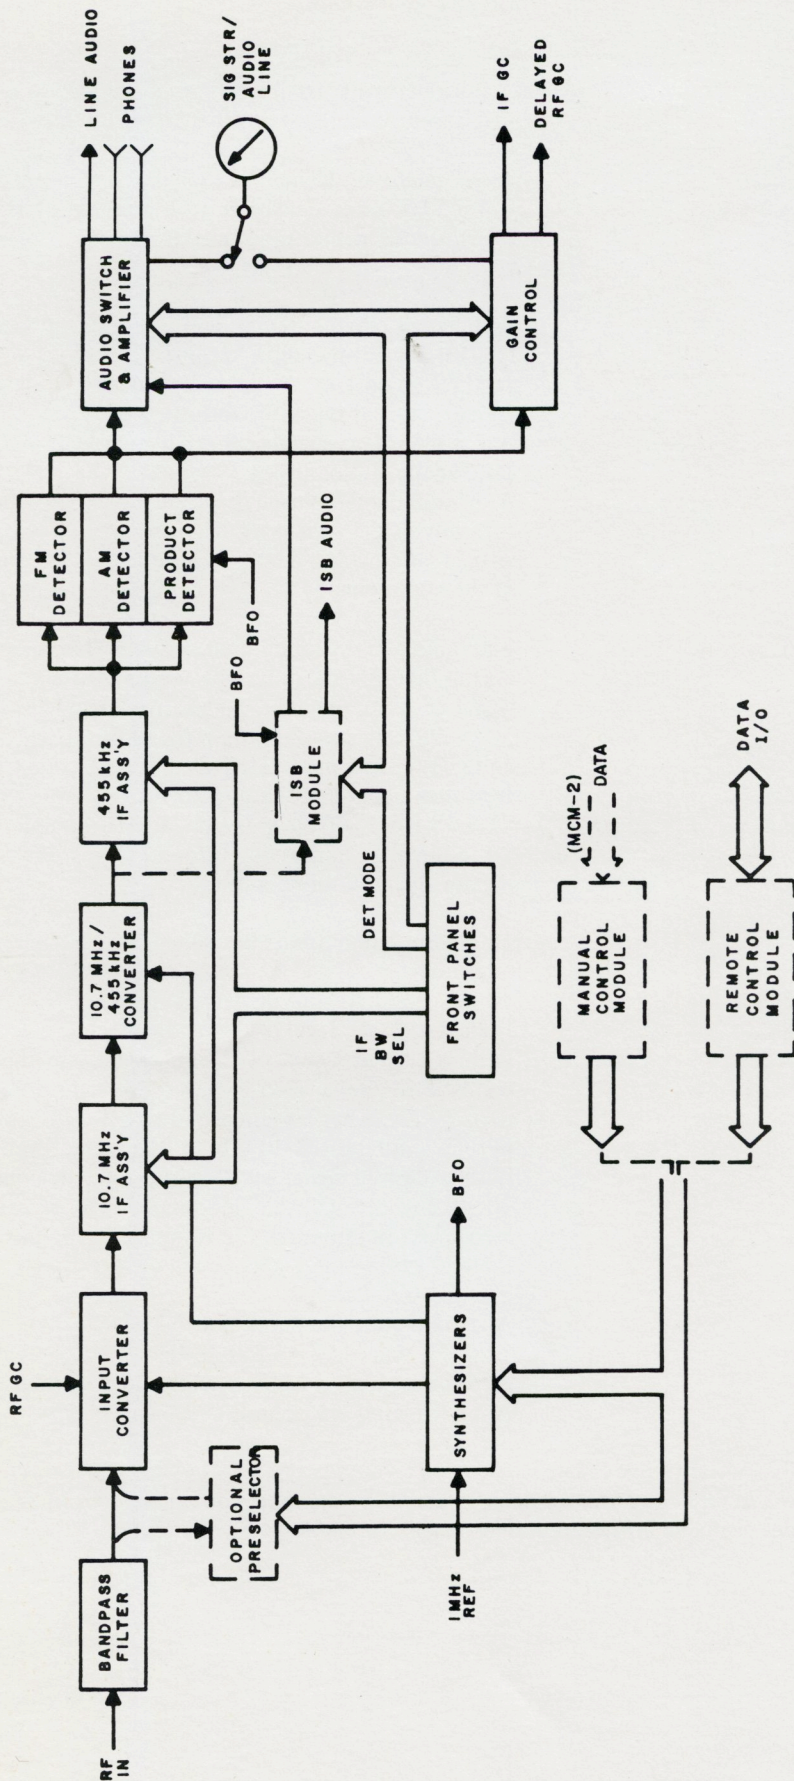 RF
IN
BANDPASS
FILTER
OPTIONAL
PRESELECTOR
RF GC
INPUT
CONVERTER
10.7 MHz
IF ASS'Y
10.7 MHz/
455 kHz
CONVERTER
455 kHz
IF ASS'Y
FM
DETECTOR
AM
DETECTOR
PRODUCT
DETECTOR
BFO
BFO
AUDIO SWITCH
& AMPLIFIER
LINE AUDIO
PHONES
SIG STR/
AUDIO
LINE
ISB
MODULE
ISB AUDIO
GAIN
CONTROL
IF GC
DELAYED
RF GC
IF
BW
SEL
DET MODE
FRONT PANEL
SWITCHES
1MHz
REF
SYNTHESIZERS
BFO
MANUAL
CONTROL
MODULE
(MCM-2)
DATA
REMOTE
CONTROL
MODULE
DATA
I/O